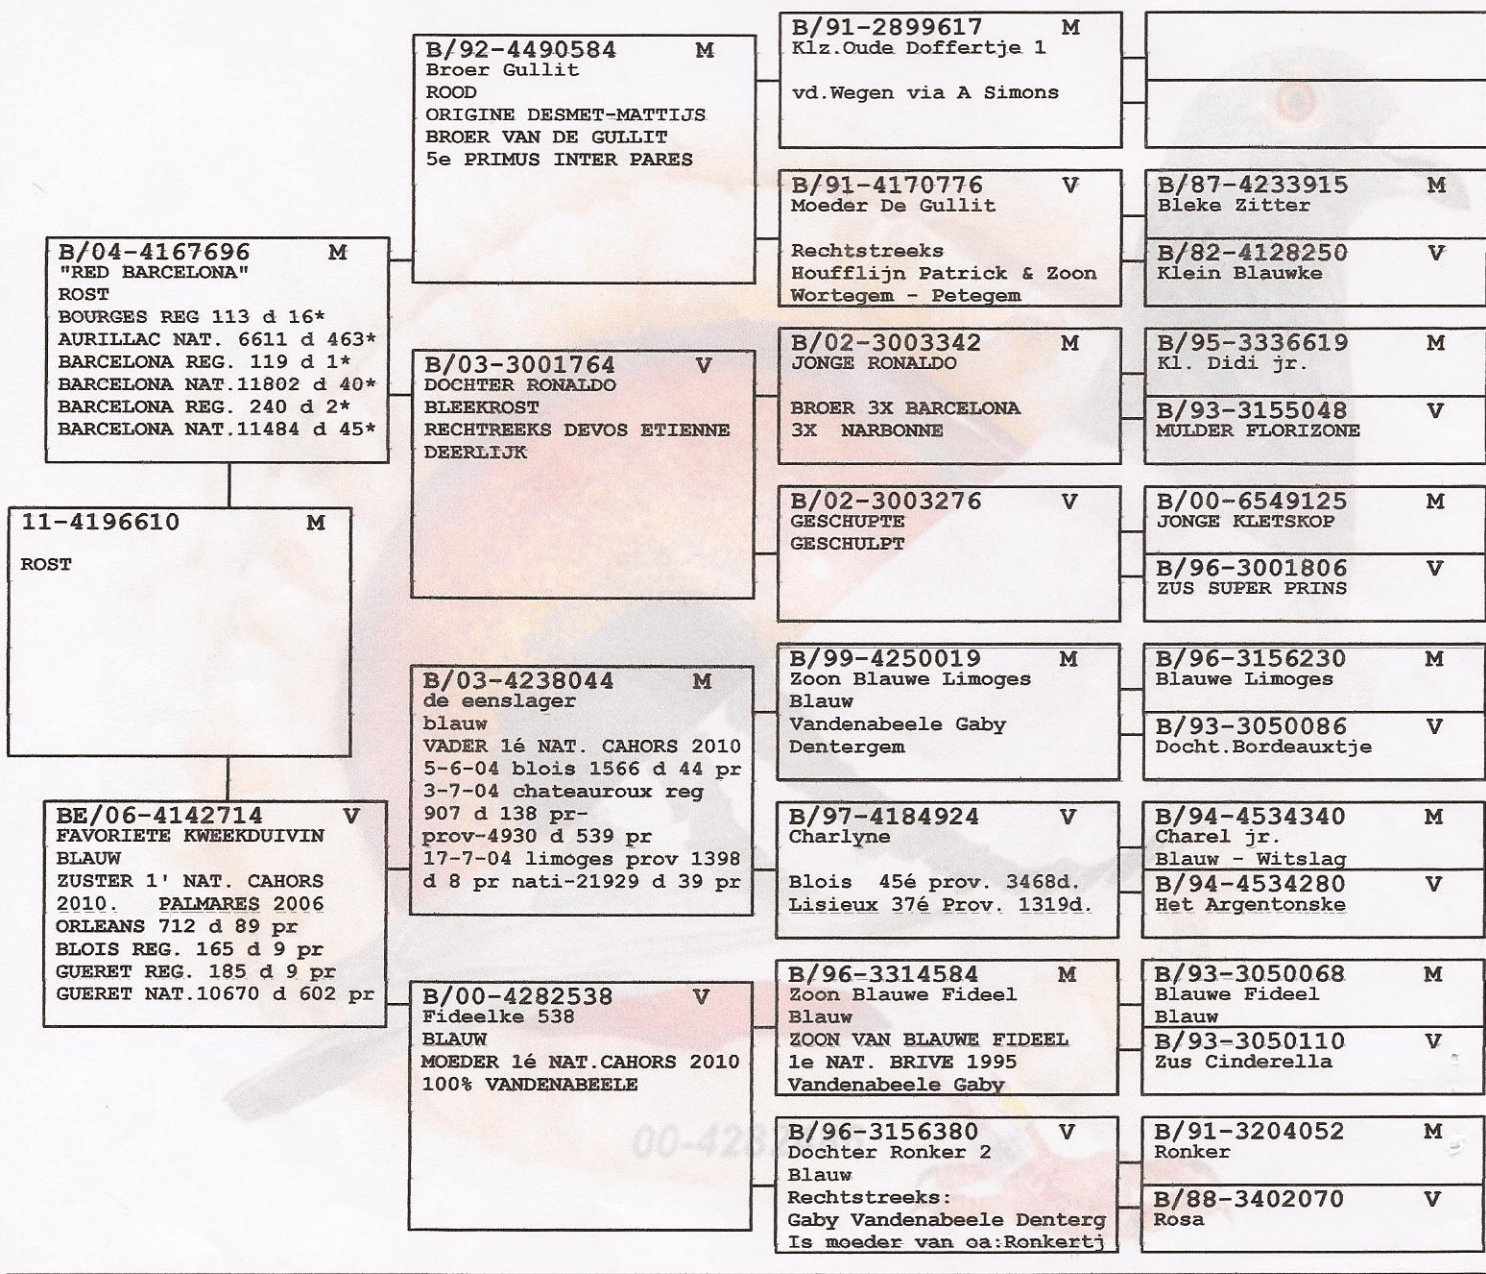 11-4196610 M
ROST
B/04-4167696 M
"RED BARCELONA"
ROST
BOURGES REG 113 d 16*
AURILLAC NAT. 6611 d 463*
BARCELONA REG. 119 d 1*
BARCELONA NAT.11802 d 40*
BARCELONA REG. 240 d 2*
BARCELONA NAT.11484 d 45*
BE/06-4142714 V
FAVORIETE KWEEKDUIVIN
BLAUW
ZUSTER 1' NAT. CAHORS
2010. PALMARES 2006
ORLEANS 712 d 89 pr
BLOIS REG. 165 d 9 pr
GUERET REG. 185 d 9 pr
GUERET NAT.10670 d 602 pr
B/92-4490584 M
Broer Gullit
ROOD
ORIGINE DESMET-MATTIJS
BROER VAN DE GULLIT
5e PRIMUS INTER PARES
B/03-3001764 V
DOCHTER RONALDO
BLEEKROST
RECHTREEKS DEVOS ETIENNE
DEERLIJK
B/03-4238044 M
de eenslager
blauw
VADER 1é NAT. CAHORS 2010
5-6-04 blois 1566 d 44 pr
3-7-04 chateauroux reg
907 d 138 pr-
prov-4930 d 539 pr
17-7-04 limoges prov 1398
d 8 pr nati-21929 d 39 pr
B/00-4282538 V
Fideelke 538
BLAUW
MOEDER 1é NAT.CAHORS 2010
100% VANDENABEELE
B/91-2899617 M
Klz.Oude Doffertje 1
vd.Wegen via A Simons
B/91-4170776 V
Moeder De Gullit
Rechtstreeks
Houfflijn Patrick & Zoon
Wortegem - Petegem
B/02-3003342 M
JONGE RONALDO
BROER 3X BARCELONA
3X NARBONNE
B/02-3003276 V
GESCHUPTE
GESCHULPT
B/99-4250019 M
Zoon Blauwe Limoges
Blauw
Vandenabeele Gaby
Dentergem
B/97-4184924 V
Charlyne
Blois 45é prov. 3468d.
Lisieux 37é Prov. 1319d.
B/96-3314584 M
Zoon Blauwe Fideel
Blauw
ZOON VAN BLAUWE FIDEEL
1e NAT. BRIVE 1995
Vandenabeele Gaby
B/96-3156380 V
Dochter Ronker 2
Blauw
Rechtstreeks:
Gaby Vandenabeele Denterg
Is moeder van oa:Ronkertj
B/87-4233915 M
Bleke Zitter
B/82-4128250 V
Klein Blauwke
B/95-3336619 M
Kl. Didi jr.
B/93-3155048 V
MULDER FLORIZONE
B/00-6549125 M
JONGE KLETSKOP
B/96-3001806 V
ZUS SUPER PRINS
B/96-3156230 M
Blauwe Limoges
B/93-3050086 V
Docht.Bordeauxtje
B/94-4534340 M
Charel jr.
Blauw - Witslag
B/94-4534280 V
Het Argentonske
B/93-3050068 M
Blauwe Fideel
Blauw
B/93-3050110 V
Zus Cinderella
B/91-3204052 M
Ronker
B/88-3402070 V
Rosa